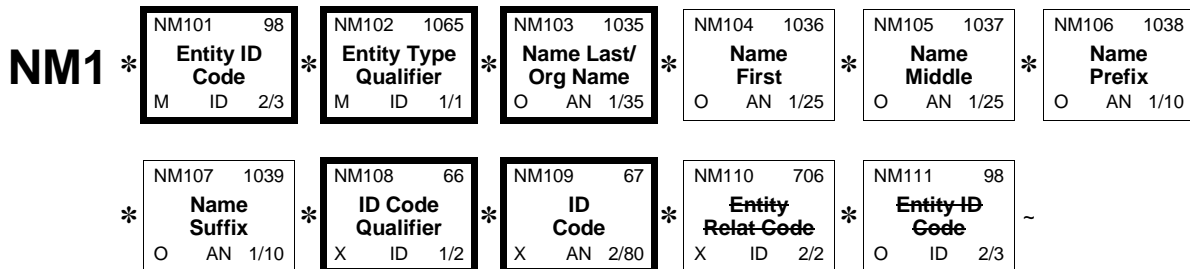 NM101 98 NM102 1065 NM103 1035 NM104 1036 NM105 1037 NM106 1038
NM1 * Entity ID Code * Entity Type Qualifier * Name Last/ Org Name * Name First * Name Middle * Name Prefix
M ID 2/3 M ID 1/1 O AN 1/35 O AN 1/25 O AN 1/25 O AN 1/10
NM107 1039 NM108 66 NM109 67 NM110 706 NM111 98
* Name Suffix * ID Code Qualifier * ID Code * Entity Relat Code * Entity ID Code ~
O AN 1/10 X ID 1/2 X AN 2/80 X ID 2/2 O ID 2/3